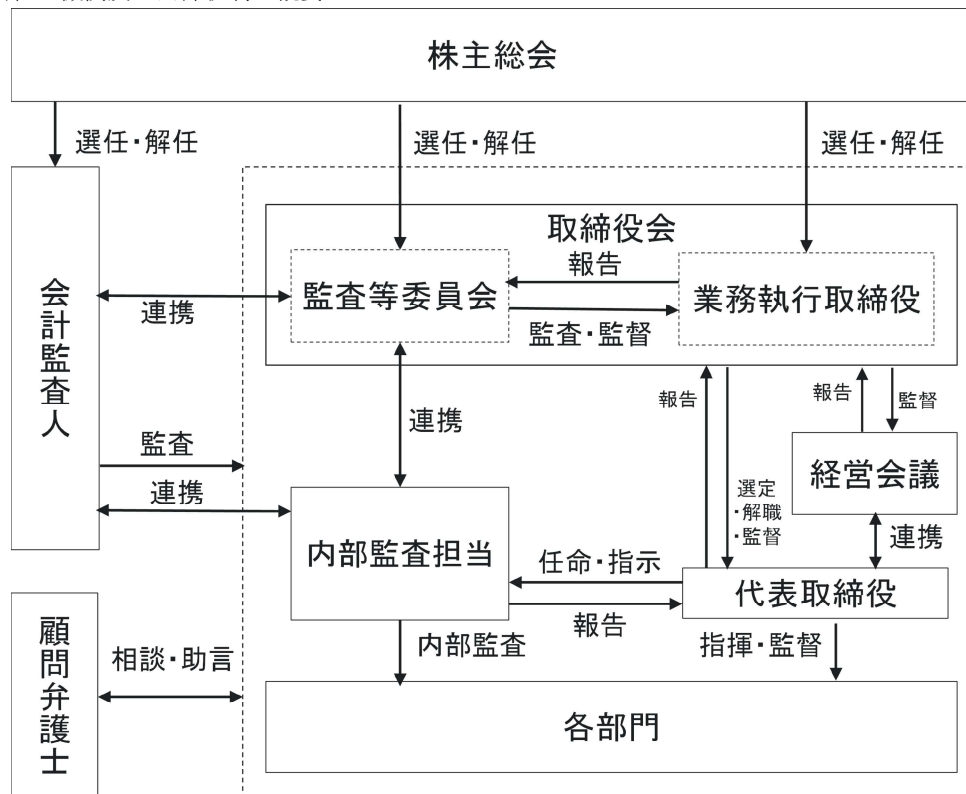 株主総会
選任・解任
選任・解任
選任・解任
取締役会
会計監査人
連携
監査等委員会
報告
監査・監督
業務執行取締役
連携
報告
選定
・解職
・監督
報告
監督
経営会議
連携
監査
連携
内部監査担当
任命・指示
報告
代表取締役
内部監査
指揮・監督
顧問弁護士
相談・助言
各部門